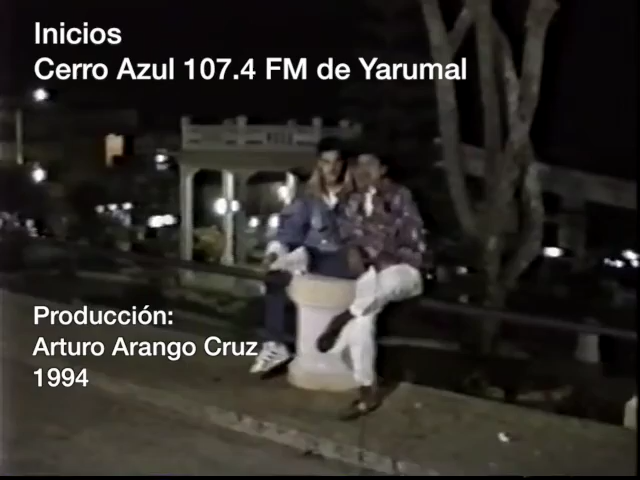 Inicios
Cerro Azul 107.4 FM de Yarumal
Producción:
Arturo Arango Cruz
1994